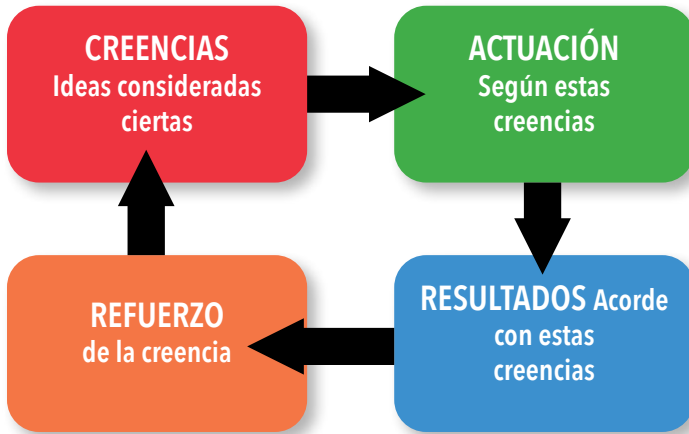 CREENCIAS
Ideas consideradas
ciertas
ACTUACIÓN
Según estas
creencias
RESULTADOS Acorde
con estas
creencias
REFUERZO
de la creencia